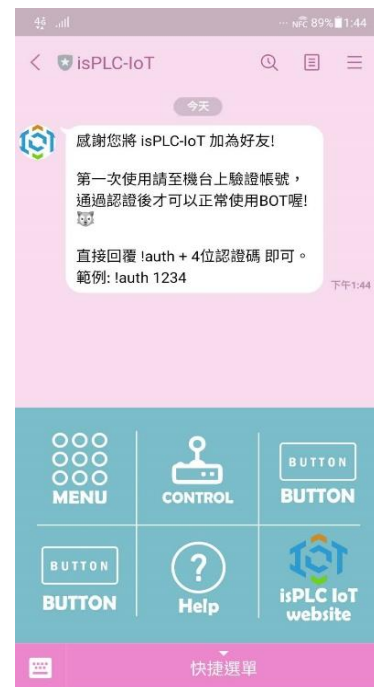 4G
NFC 89% 1:44
isPLC-IoT
今天
感謝您將 isPLC-IoT 加為好友!
第一次使用請至機台上驗證帳號，
通過認證後才可以正常使用BOT喔!
直接回覆 !auth + 4位認證碼 即可。
範例: !auth 1234
下午1:44
MENU
CONTROL
BUTTON
BUTTON
BUTTON
BUTTON
Help
isPLC IoT
website
快捷選單